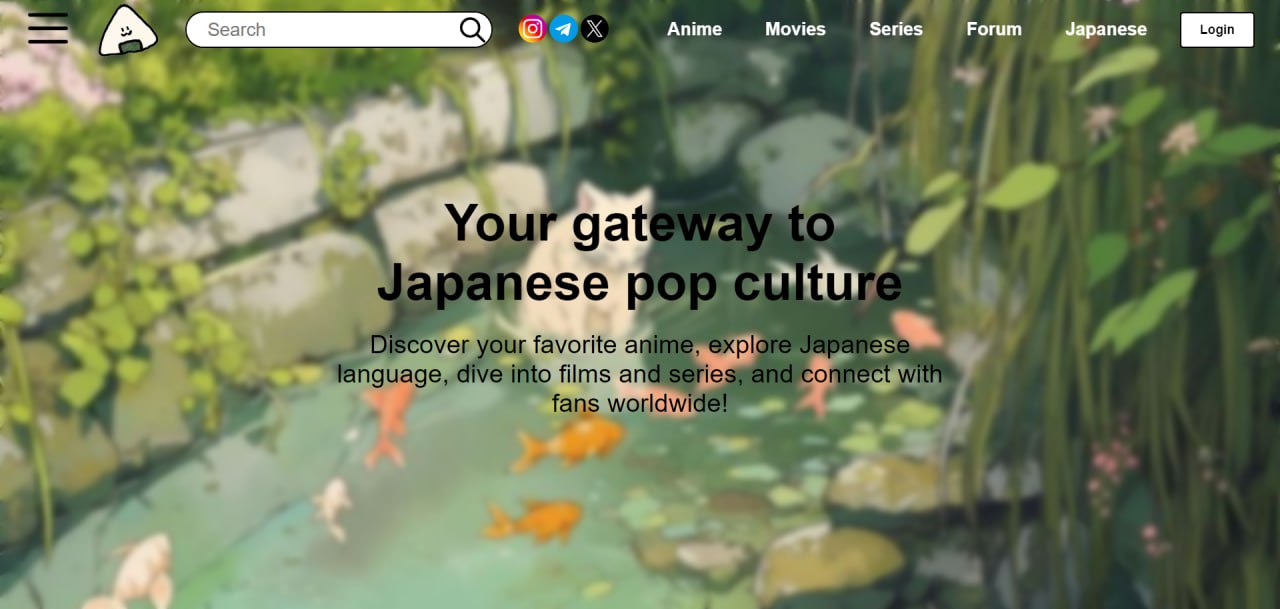 Search
Anime
Movies
Series
Forum
Japanese
Login
Your gateway to
Japanese pop culture
Discover your favorite anime, explore Japanese
language, dive into films and series, and connect with
fans worldwide!